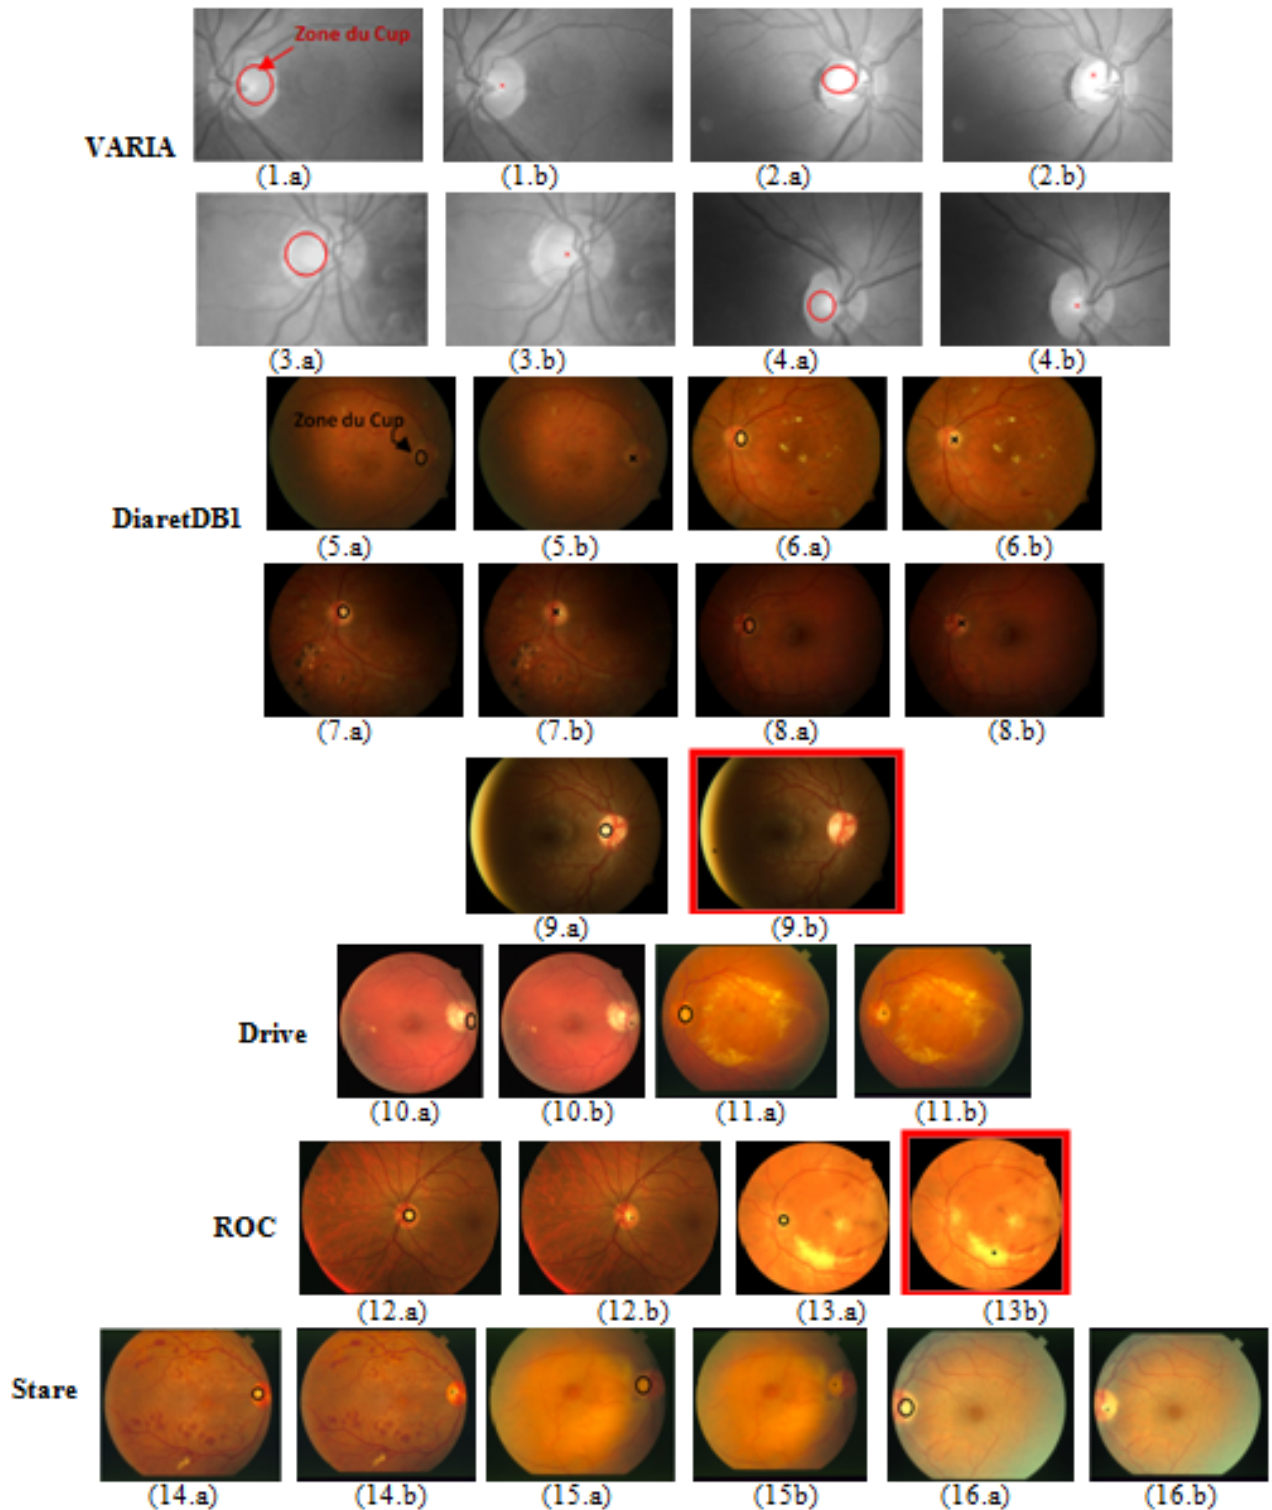 Zone du Cup
VARIA
(1.a) (1.b) (2.a) (2.b)
(3.a) (3.b) (4.a) (4.b)
Zone du Cup
DiaretDB1
(5.a) (5.b) (6.a) (6.b)
(7.a) (7.b) (8.a) (8.b)
(9.a) (9.b)
Drive
(10.a) (10.b) (11.a) (11.b)
ROC
(12.a) (12.b) (13.a) (13b)
Stare
(14.a) (14.b) (15.a) (15b) (16.a) (16.b)